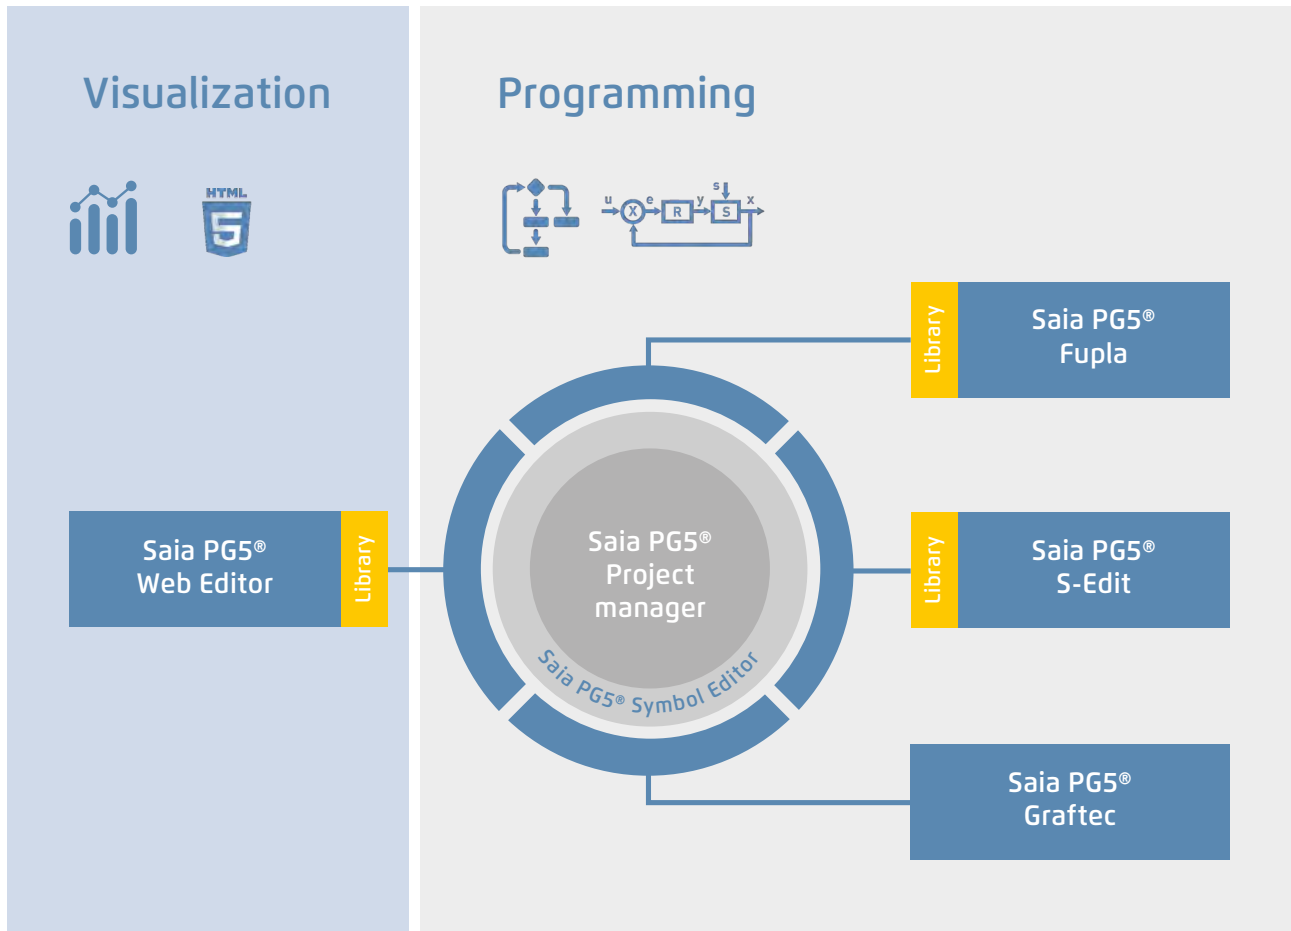 Visualization
Programming
HTML
5
u
X
e
R
y
s
S
x
Library
Saia PG5®
Fupla
Saia PG5®
Web Editor
Library
Saia PG5®
Project
manager
Saia PG5® Symbol Editor
Library
Saia PG5®
S-Edit
Saia PG5®
Graftec